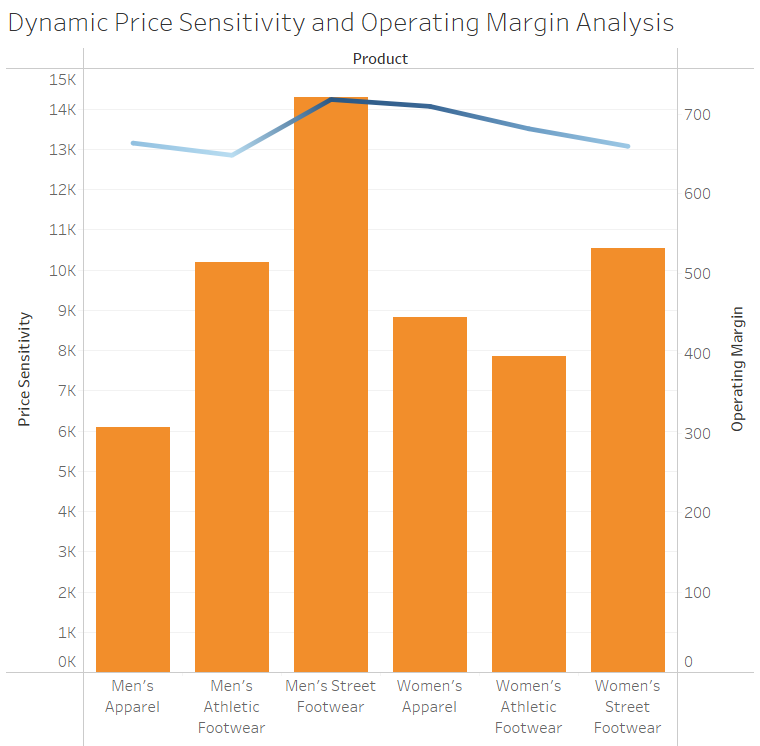 Dynamic Price Sensitivity and Operating Margin Analysis
Product
Price Sensitivity
15K
14K
13K
12K
11K
10K
9K
8K
7K
6K
5K
4K
3K
2K
1K
0K
700
600
500
400
300
200
100
0
Operating Margin
Men's
Apparel
Men's
Athletic
Footwear
Men's Street
Footwear
Women's
Apparel
Women's
Athletic
Footwear
Women's
Street
Footwear